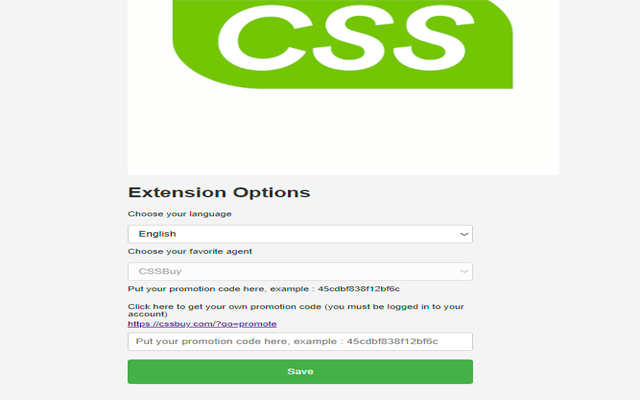 CSS
Extension Options
Choose your language
English
Choose your favorite agent
CSSBuy
Put your promotion code here, example : 45cdbf838f12bf6c
Click here to get your own promotion code (you must be logged in to your
account)
https://cssbuy.com/?go=promote
Put your promotion code here, example : 45cdbf838f12bf6c
Save